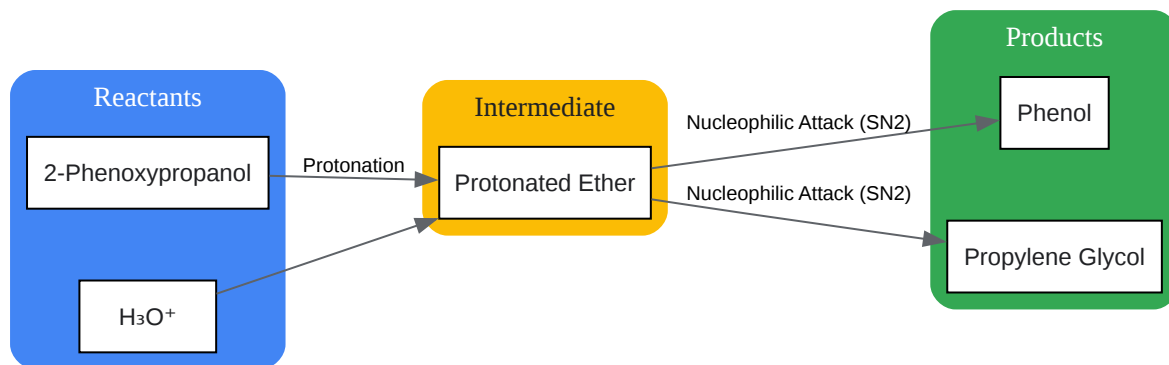 Reactants
2-Phenoxypropanol
H₃O⁺
Protonation
Intermediate
Protonated Ether
Nucleophilic Attack (SN2)
Nucleophilic Attack (SN2)
Products
Phenol
Propylene Glycol